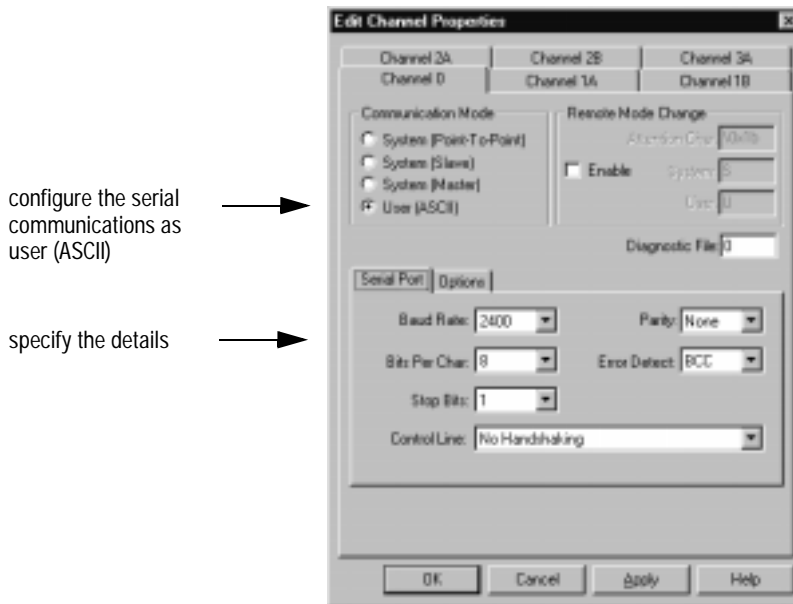 Edit Channel Properties
Channel 2A
Channel 2B
Channel 3A
Channel 0
Channel 1A
Channel 1B
Communication Mode
System (Point-To-Point)
System (Slave)
System (Master)
User (ASCII)
Remote Mode Change
Attention Char:
Enable
System: S
User: U
Diagnostic File: 0
configure the serial
communications as
user (ASCII)
Serial Port
Options
specify the details
Baud Rate: 2400
Parity: None
Bits Per Char: 8
Error Detect: BCC
Stop Bits: 1
Control Line: No Handshaking
OK
Cancel
Apply
Help